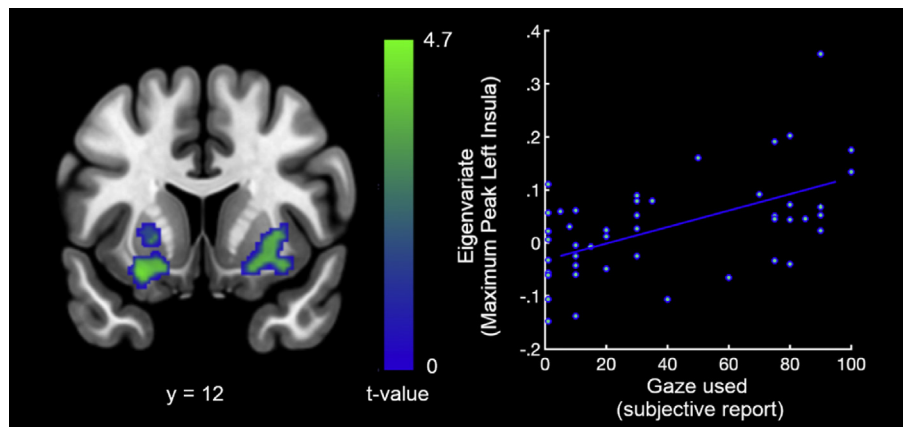 4.7
0
y = 12
t-value
Eigenvariate
(Maximum Peak Left Insula)
.4
.3
.2
.1
0
-.1
-.2
0
20
40
60
80
100
Gaze used
(subjective report)